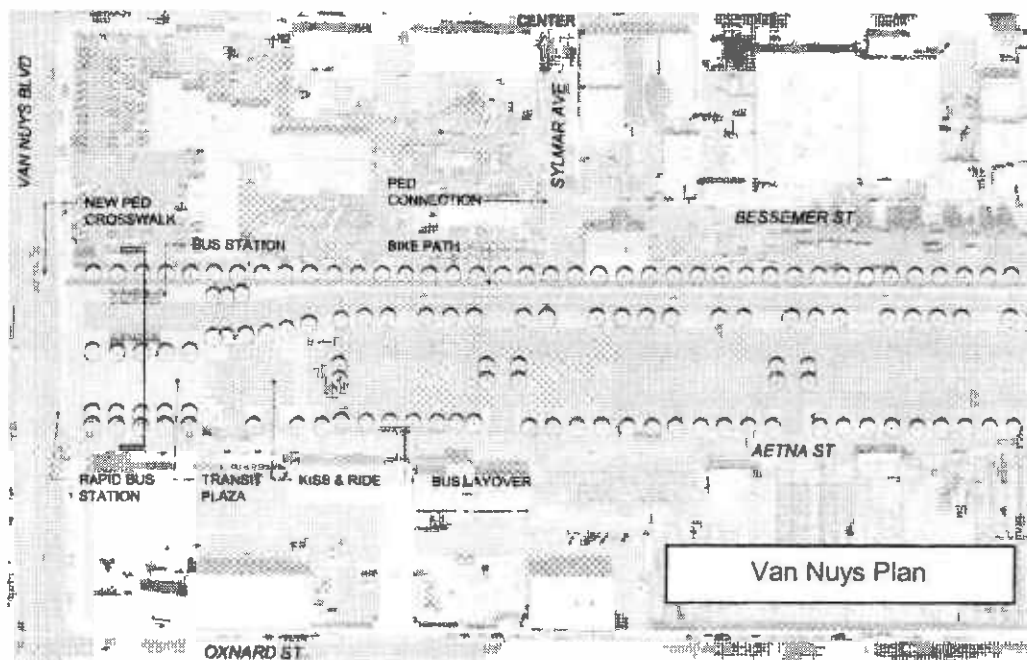 CENTER
VAN NUYS BLVD
SYLMAR AVE
NEW PED
CROSSWALK
PED
CONNECTION
BESSEMER ST
BUS STATION
BIKE PATH
AETNA ST
RAPID BUS
STATION
TRANSIT
PLAZA
KISS & RIDE
BUS LAYOVER
Van Nuys Plan
OXNARD ST